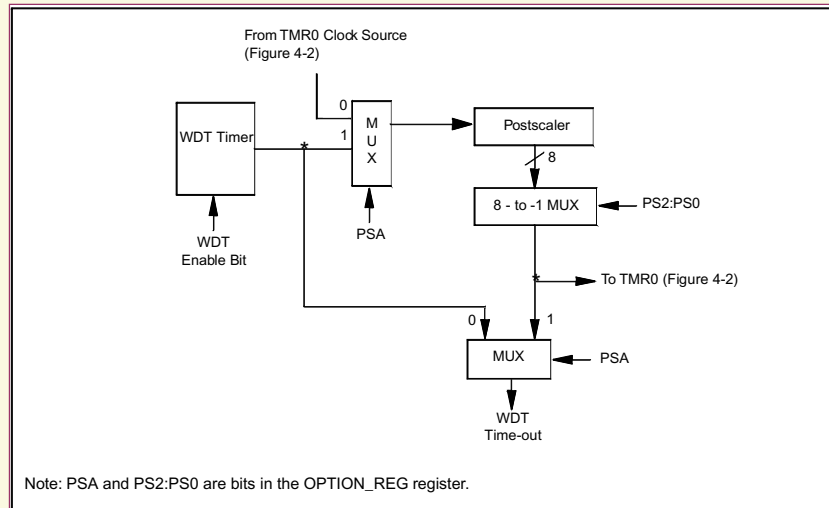 From TMR0 Clock Source
(Figure 4-2)
0
1
M
U
X
WDT Timer
Postscaler
8
8 - to -1 MUX
PS2:PS0
PSA
WDT
Enable Bit
*
*
To TMR0 (Figure 4-2)
0
1
MUX
PSA
WDT
Time-out
Note: PSA and PS2:PS0 are bits in the OPTION_REG register.